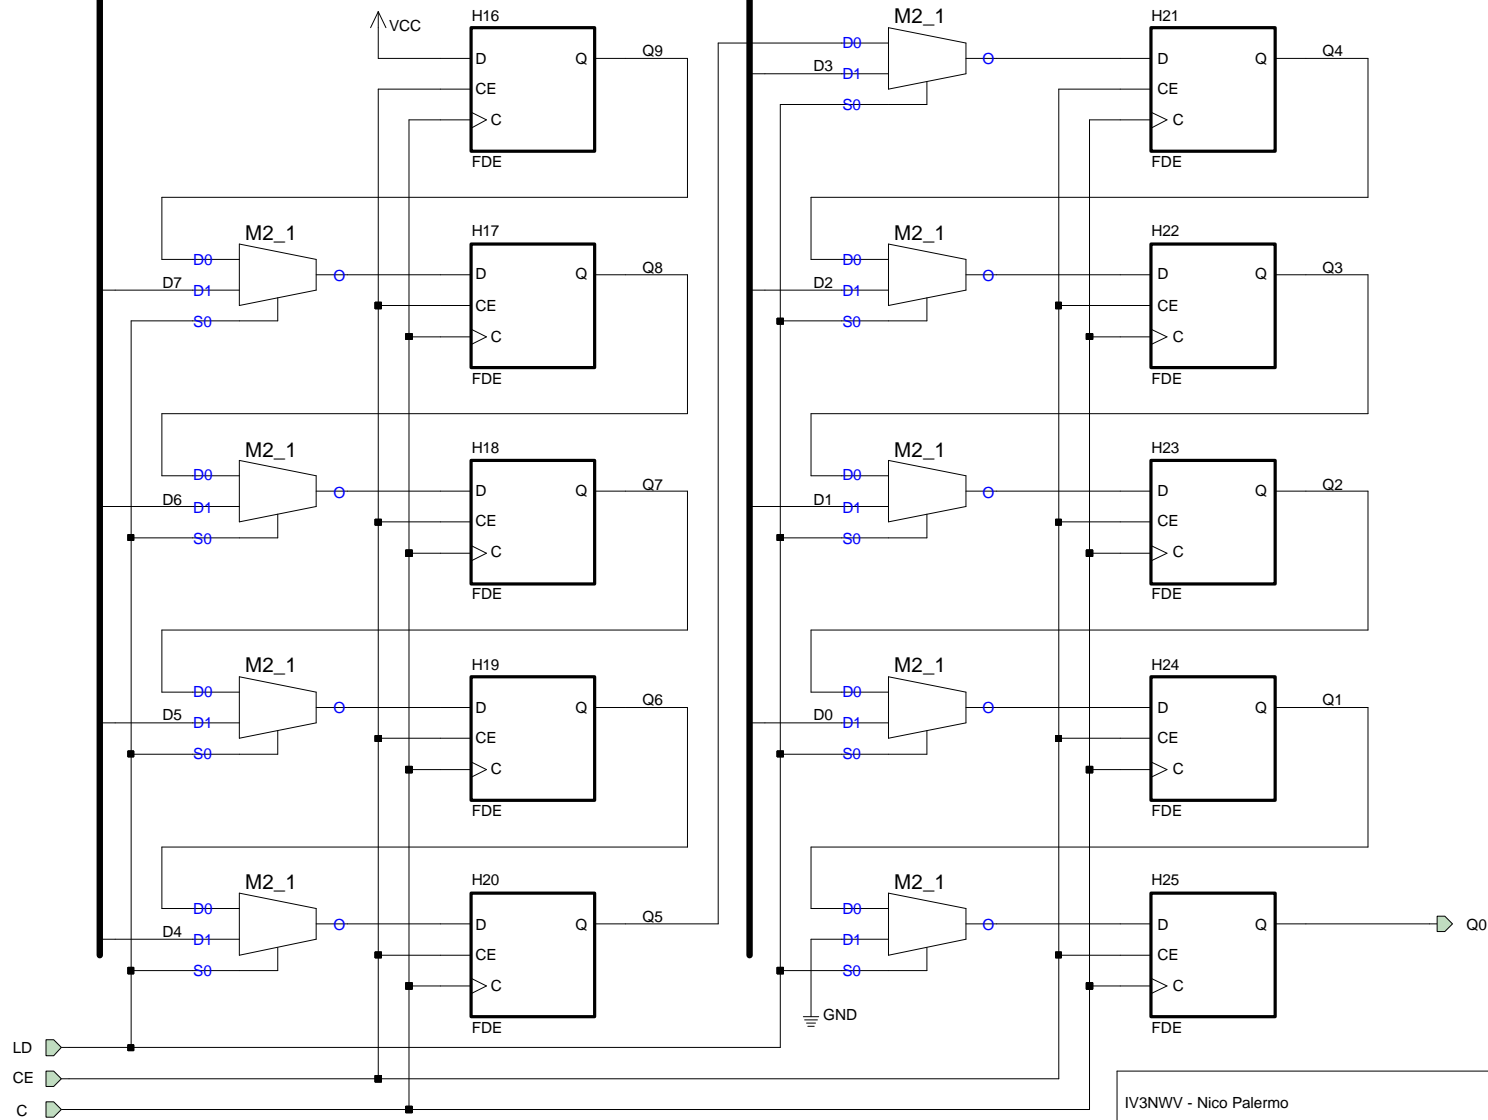 VCC
H16
D
Q
CE
C
FDE
Q9
M2_1
D0
D3
D1
S0
O
H21
D
Q
CE
C
FDE
Q4
M2_1
D0
D7
D1
S0
O
H17
D
Q
CE
C
FDE
Q8
M2_1
D0
D2
D1
S0
O
H22
D
Q
CE
C
FDE
Q3
M2_1
D0
D6
D1
S0
O
H18
D
Q
CE
C
FDE
Q7
M2_1
D0
D1
D1
S0
O
H23
D
Q
CE
C
FDE
Q2
M2_1
D0
D5
D1
S0
O
H19
D
Q
CE
C
FDE
Q6
M2_1
D0
D0
D1
S0
O
H24
D
Q
CE
C
FDE
Q1
M2_1
D0
D4
D1
S0
O
H20
D
Q
CE
C
FDE
Q5
M2_1
D0
D1
S0
O
GND
H25
D
Q
CE
C
FDE
Q0
LD
CE
C
IV3NWV - Nico Palermo